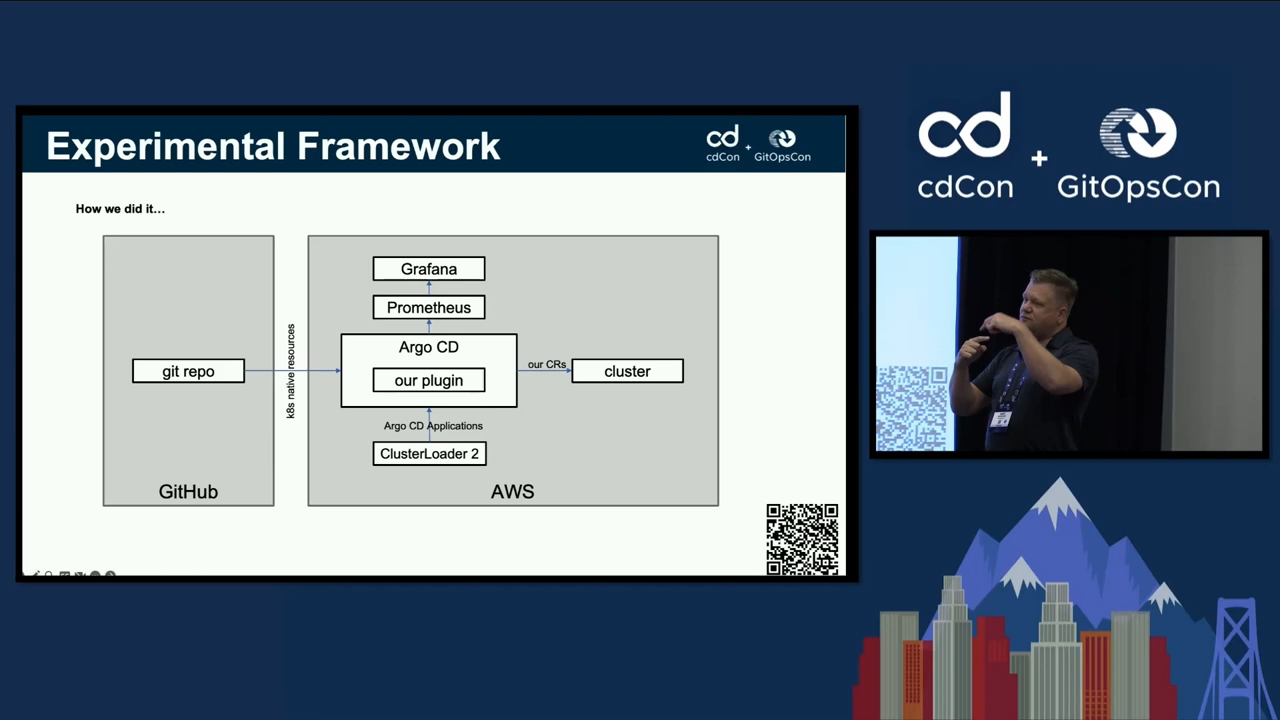 Experimental Framework
cdCon + GitOpsCon
How we did it...
Grafana
Prometheus
Argo CD
our plugin
git repo
k8s native resources
our CRs
cluster
Argo CD Applications
ClusterLoader 2
GitHub
AWS
cd
cdCon + GitOpsCon